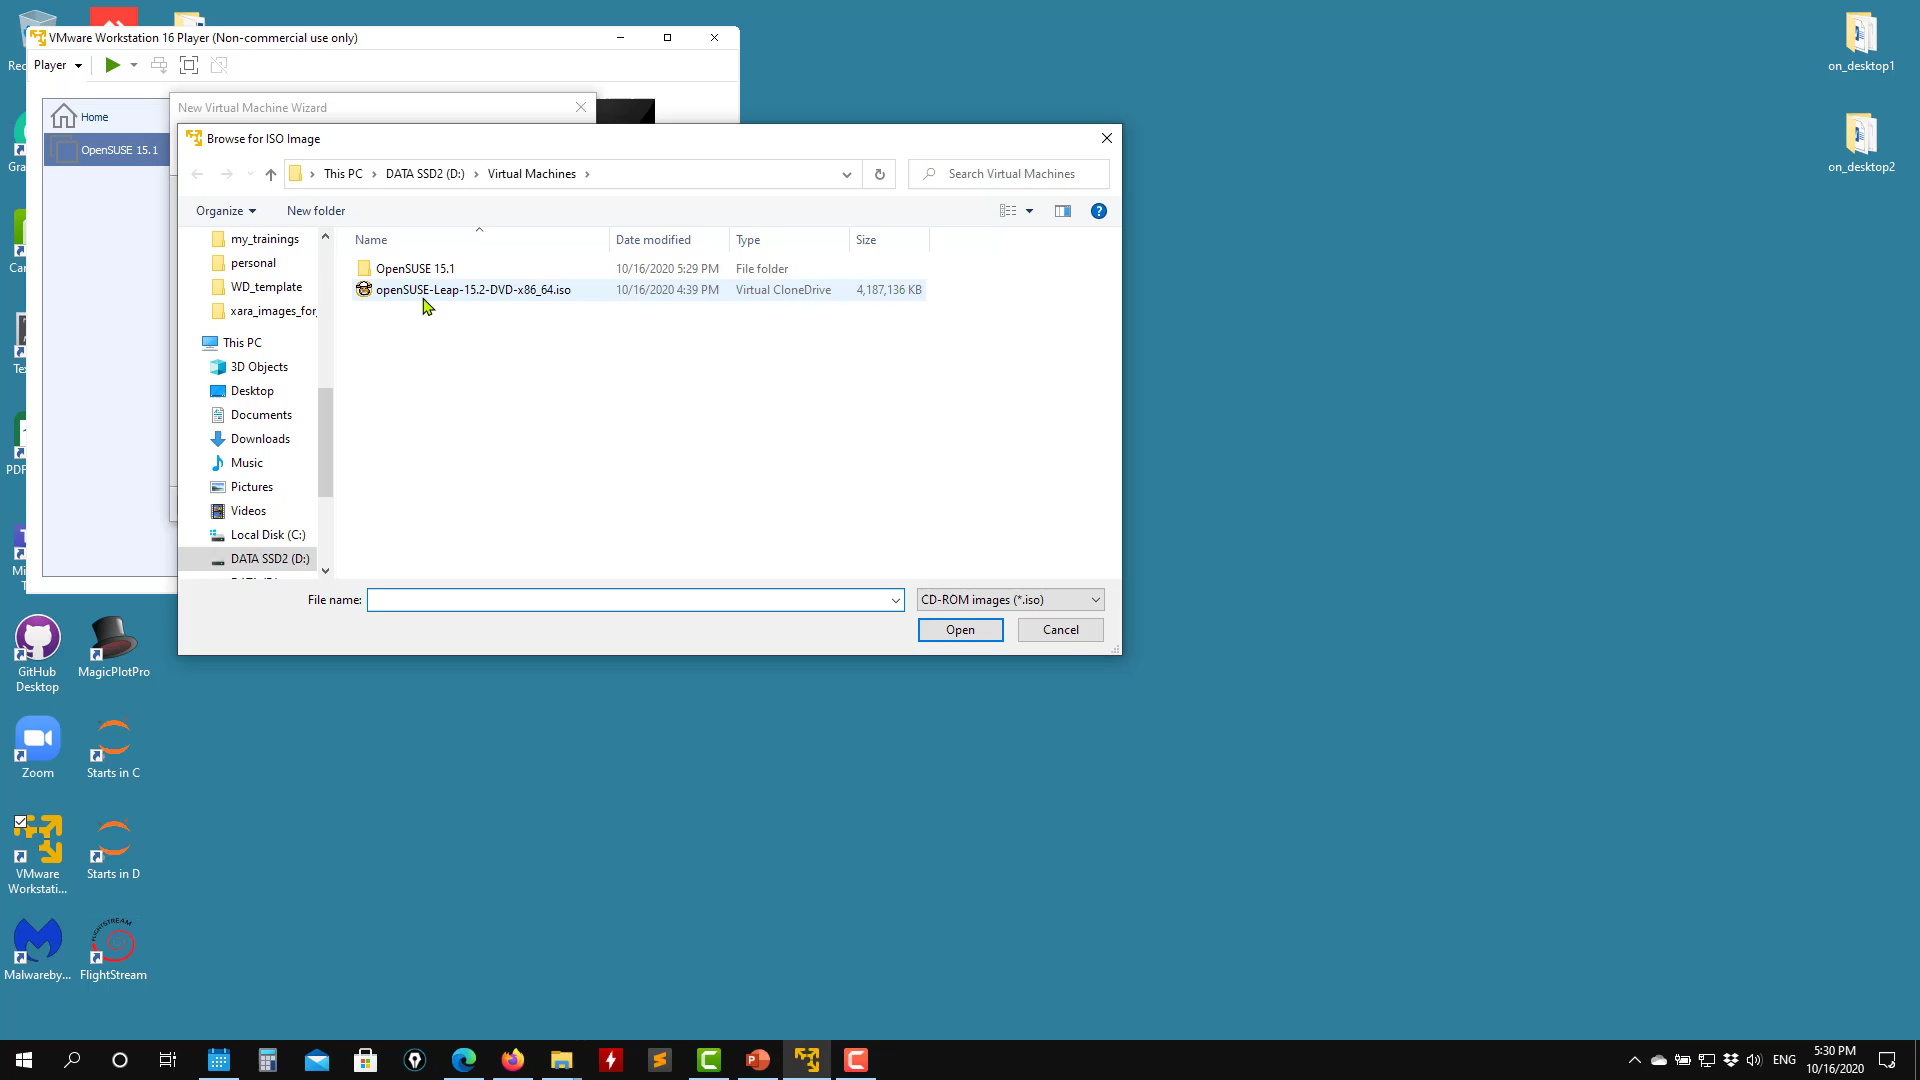 VMware Workstation 16 Player (Non-commercial use only)
Player
Home
OpenSUSE 15.1
New Virtual Machine Wizard
Browse for ISO Image
This PC
DATA SSD2 (D:)
Virtual Machines
Search Virtual Machines
Organize
New folder
my_trainings
personal
WD_template
xara_images_for_
This PC
3D Objects
Desktop
Documents
Downloads
Music
Pictures
Videos
Local Disk (C:)
DATA SSD2 (D:)
Name
Date modified
Type
Size
OpenSUSE 15.1
10/16/2020 5:29 PM
File folder
openSUSE-Leap-15.2-DVD-x86_64.iso
10/16/2020 4:39 PM
Virtual CloneDrive
4,187,136 KB
File name:
CD-ROM images (*.iso)
Open
Cancel
on_desktop1
on_desktop2
GitHub
Desktop
MagicPlotPro
Zoom
Starts in C
VMware
Workstati...
Starts in D
Malwareby...
FLIGHTSTREAM
FlightStream
ENG
5:30 PM
10/16/2020